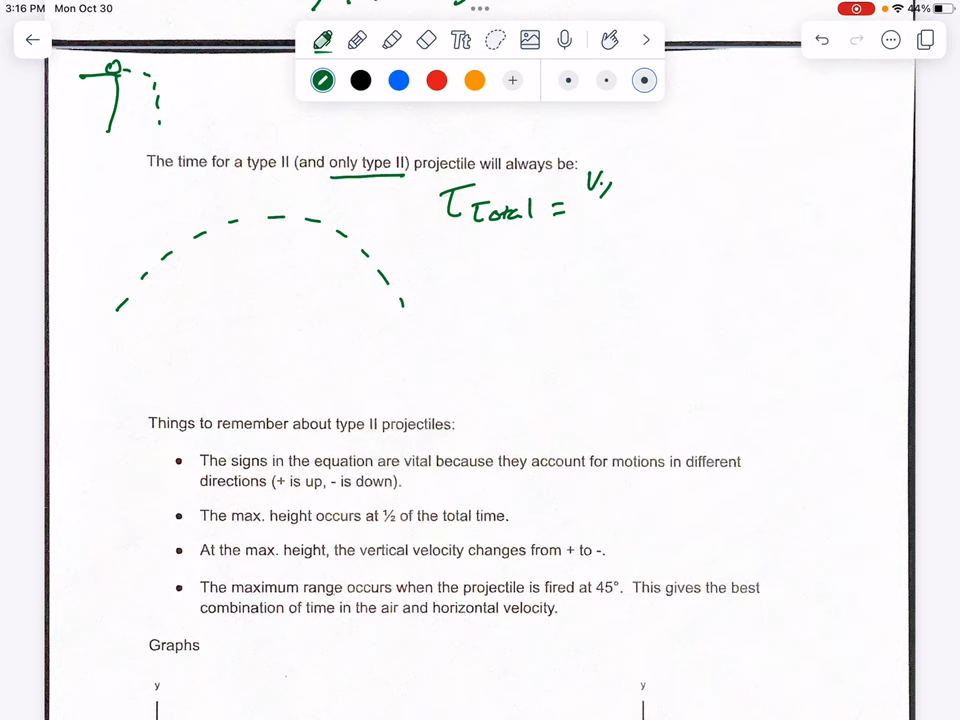 3:16 PM Mon Oct 30
44%
Tt
The time for a type II (and only type II) projectile will always be:
Viy
TTotal =
Things to remember about type II projectiles:
• The signs in the equation are vital because they account for motions in different
directions (+ is up, - is down).
• The max. height occurs at ½ of the total time.
• At the max. height, the vertical velocity changes from + to -.
• The maximum range occurs when the projectile is fired at 45°. This gives the best
combination of time in the air and horizontal velocity.
Graphs
y
y